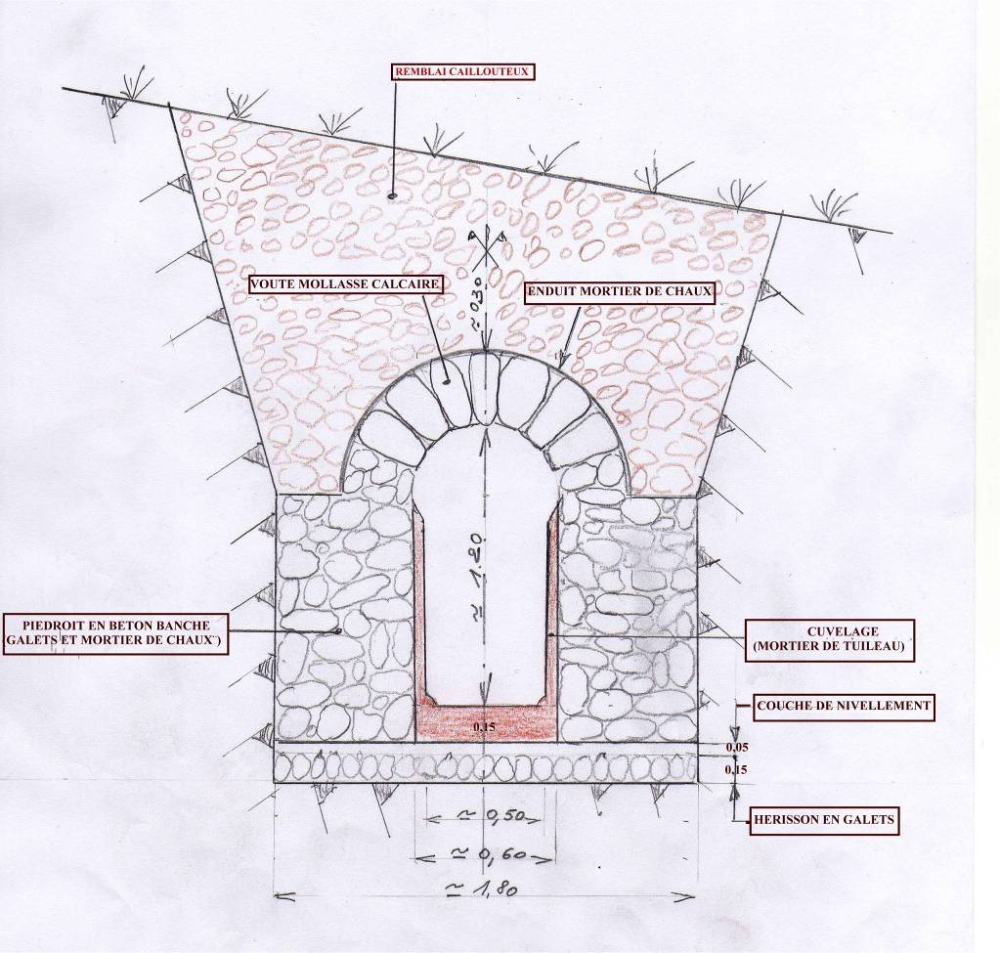 REMBLAI CAILLOUTEUX
VOUTE MOLLASSE CALCAIRE
ENDUIT MORTIER DE CHAUX
≃ 0,30
≃ 1.20
PIEDROIT EN BETON BANCHE
GALETS ET MORTIER DE CHAUX¨)
CUVELAGE
(MORTIER DE TUILEAU)
COUCHE DE NIVELLEMENT
0,15
0,05
0,15
HERISSON EN GALETS
≃ 0,50
≃ 0,60
≃ 1,80